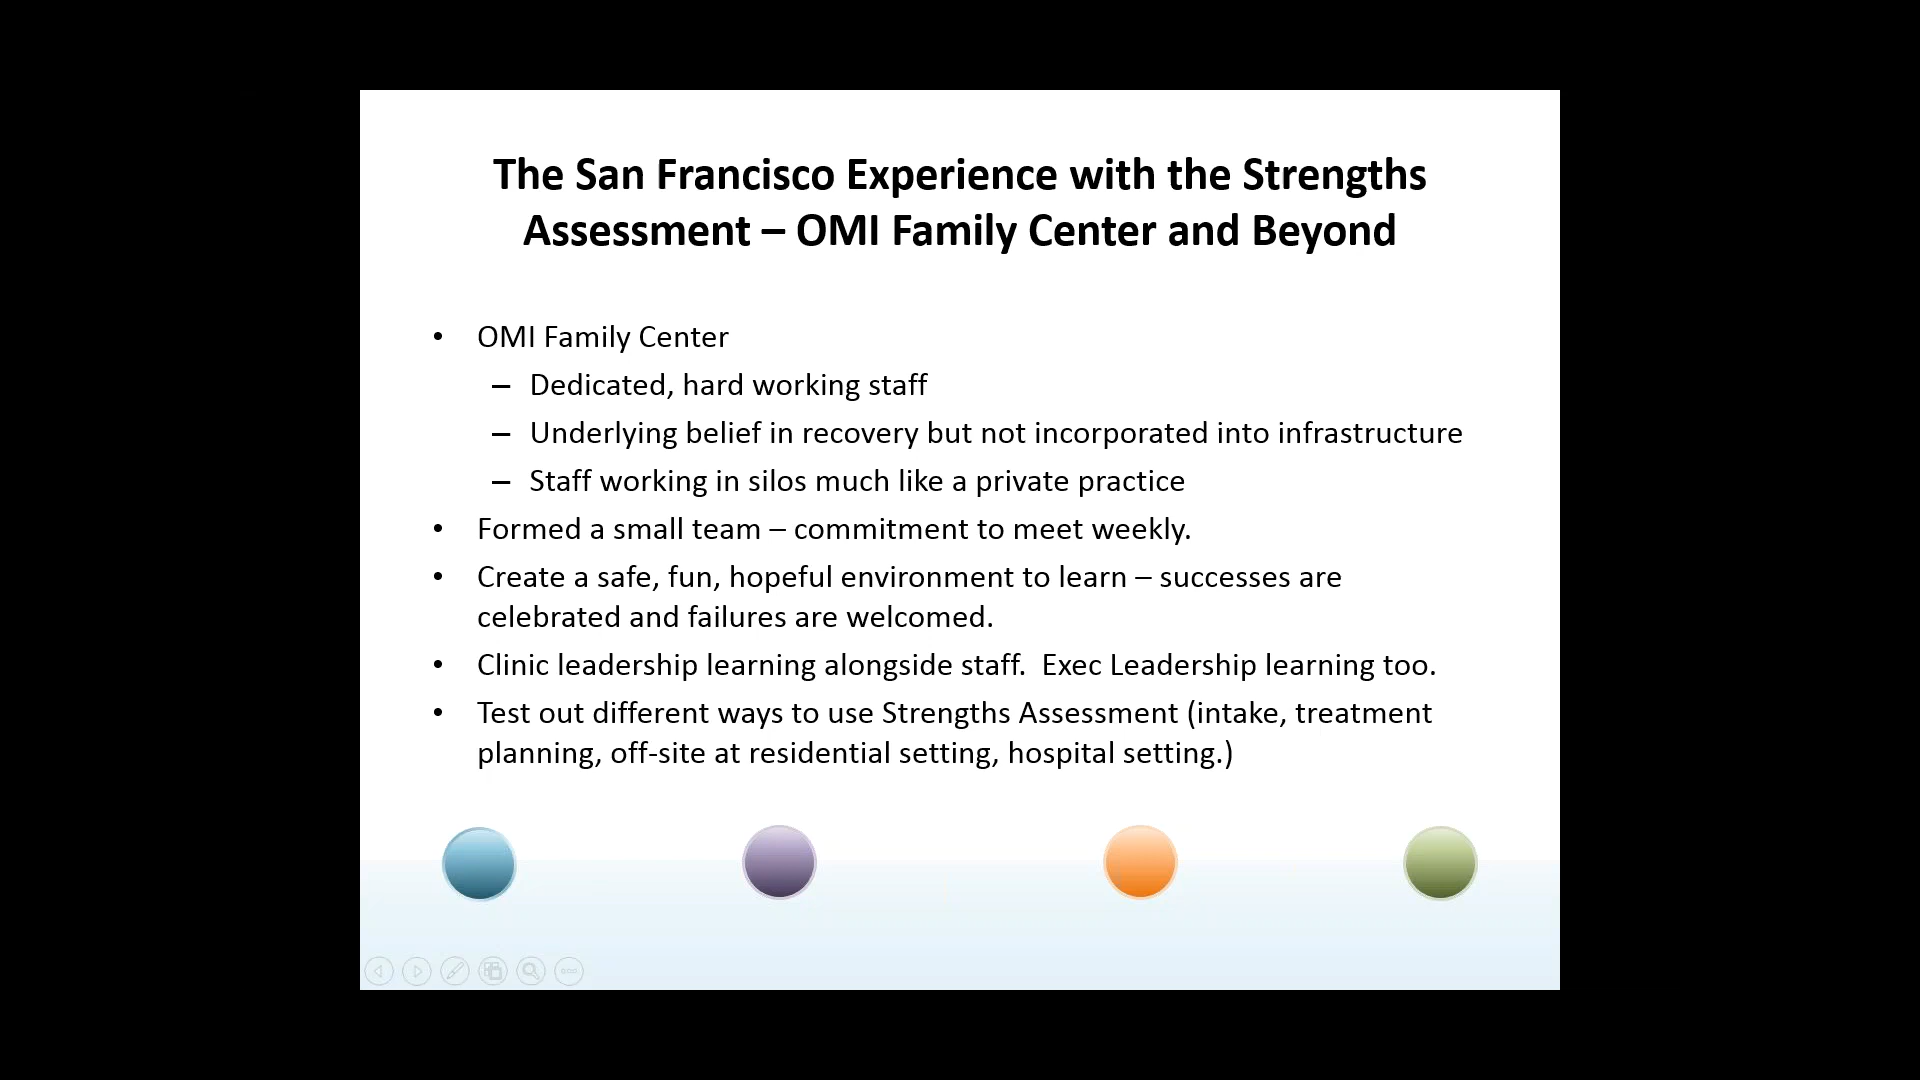 The San Francisco Experience with the Strengths
Assessment – OMI Family Center and Beyond
• OMI Family Center
– Dedicated, hard working staff
– Underlying belief in recovery but not incorporated into infrastructure
– Staff working in silos much like a private practice
• Formed a small team – commitment to meet weekly.
• Create a safe, fun, hopeful environment to learn – successes are
celebrated and failures are welcomed.
• Clinic leadership learning alongside staff.  Exec Leadership learning too.
• Test out different ways to use Strengths Assessment (intake, treatment
planning, off-site at residential setting, hospital setting.)